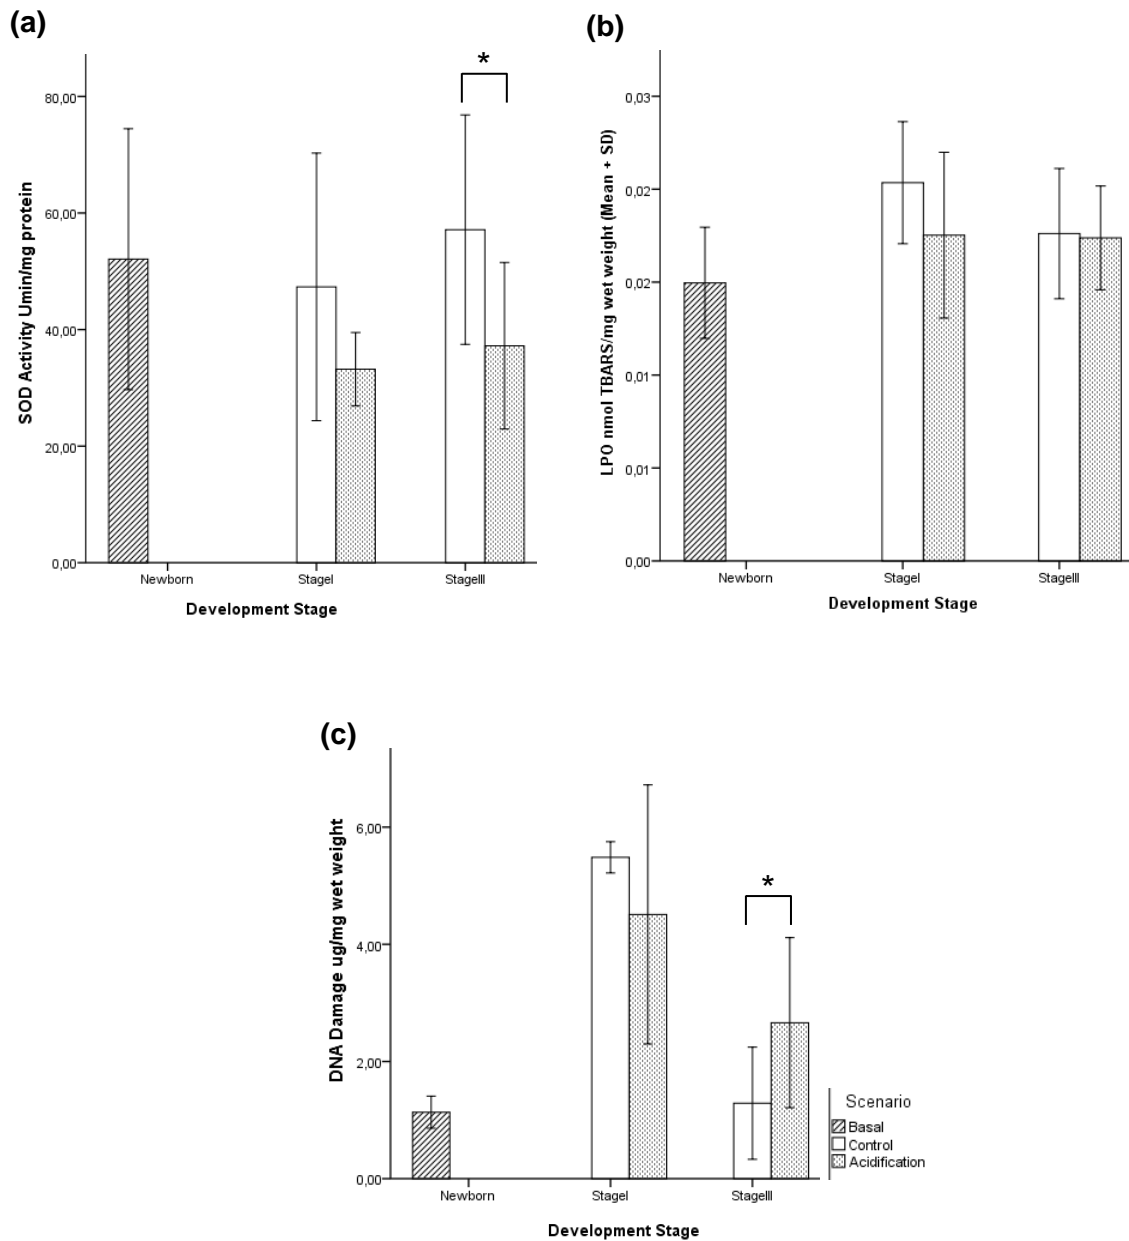 (a)
*
80,00
60,00
40,00
20,00
0,00
SOD Activity Umin/mg protein
Newborn StageI StageIII
Development Stage
(b)
0,03
0,02
0,02
0,01
0,01
0,00
LPO nmol TBARS/mg wet weight (Mean + SD)
Newborn StageI StageIII
Development Stage
(c)
*
6,00
4,00
2,00
0,00
DNA Damage ug/mg wet weight
Newborn StageI StageIII
Development Stage
Scenario
Basal
Control
Acidification